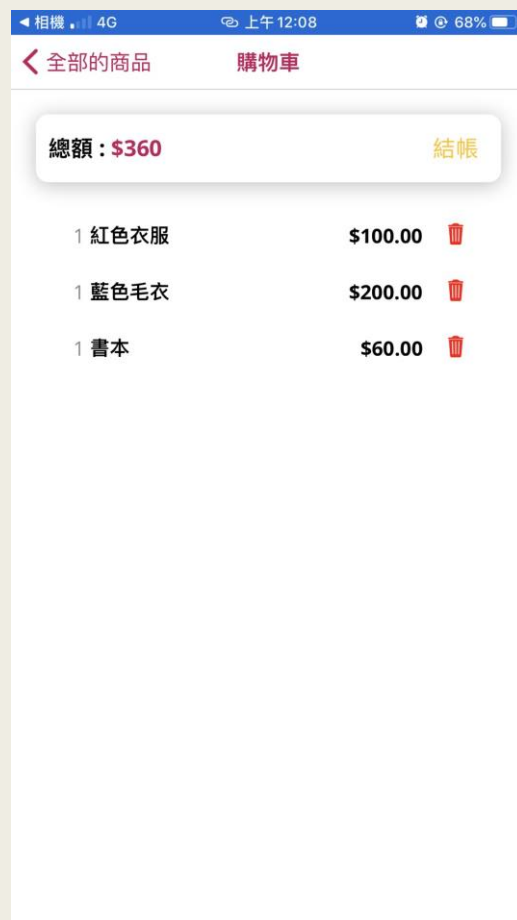 相機 4G 上午12:08 68%
全部的商品 購物車
總額 : $360 結帳
1 紅色衣服 $100.00
1 藍色毛衣 $200.00
1 書本 $60.00